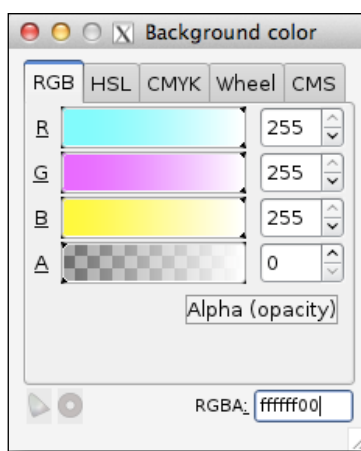 X Background color
RGB HSL CMYK Wheel CMS
R 255
G 255
B 255
A 0
Alpha (opacity)
RGBA: ffffff00